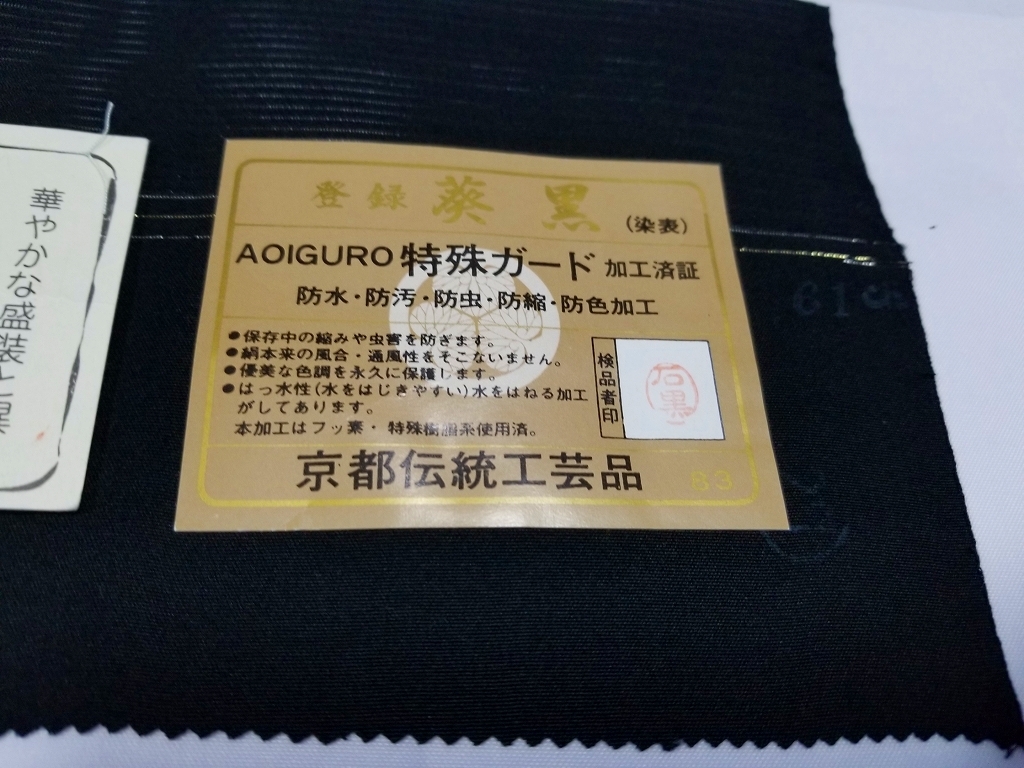 華やかな盛装と黒
登録 葵 黒 (染表)
AOIGURO 特殊ガード 加工済証
防水・防汚・防虫・防縮・防色加工
●保存中の縮みや虫害を防ぎます。
●絹本来の風合・通風性をそこないません。
●優美な色調を永久に保護します。
●はっ水性(水をはじきやすい)水をはねる加工
がしてあります。
本加工はフッ素・特殊樹脂系使用済。
検品者印
石黒
京都伝統工芸品
83
61cm